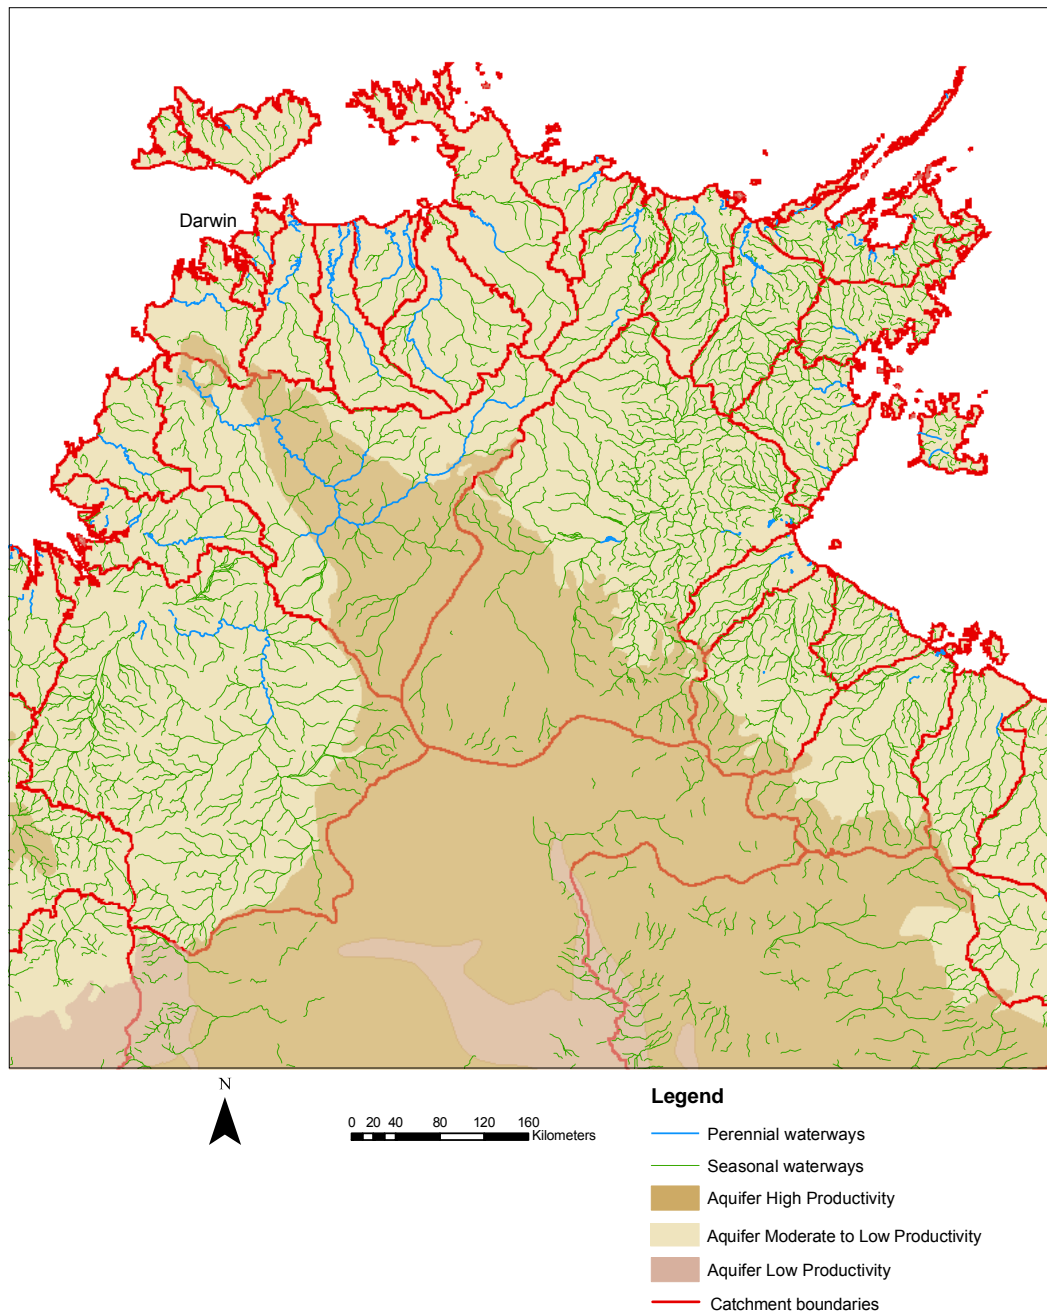 Darwin
N
0 20 40 80 120 160
Kilometers
Legend
Perennial waterways
Seasonal waterways
Aquifer High Productivity
Aquifer Moderate to Low Productivity
Aquifer Low Productivity
Catchment boundaries